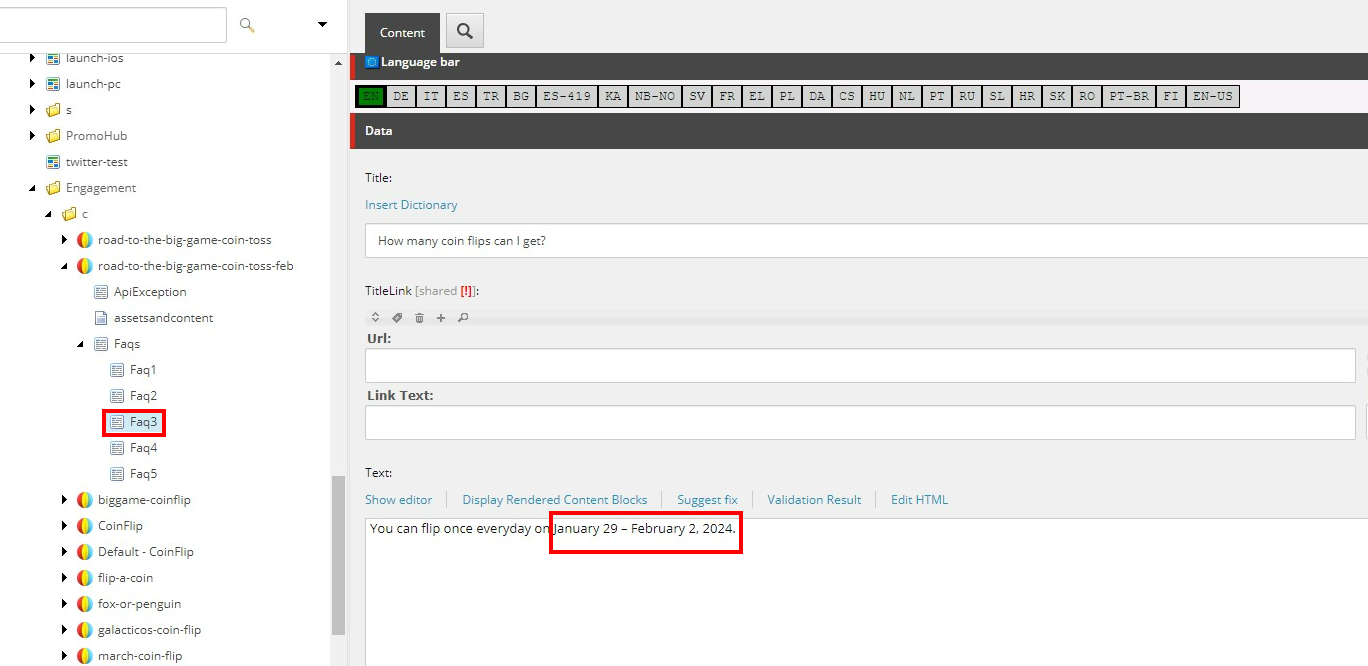 launch-ios
launch-pc
s
PromoHub
twitter-test
Engagement
c
road-to-the-big-game-coin-toss
road-to-the-big-game-coin-toss-feb
ApiException
assetsandcontent
Faqs
Faq1
Faq2
Faq3
Faq4
Faq5
biggame-coinflip
CoinFlip
Default - CoinFlip
flip-a-coin
fox-or-penguin
galacticos-coin-flip
march-coin-flip
Content
Language bar
EN DE IT ES TR BG ES-419 KA NB-NO SV FR EL PL DA CS HU NL PT RU SL HR SK RO PT-BR FI EN-US
Data
Title:
Insert Dictionary
How many coin flips can I get?
TitleLink [shared [!]]:
Url:
Link Text:
Text:
Show editor Display Rendered Content Blocks Suggest fix Validation Result Edit HTML
You can flip once everyday on January 29 – February 2, 2024.